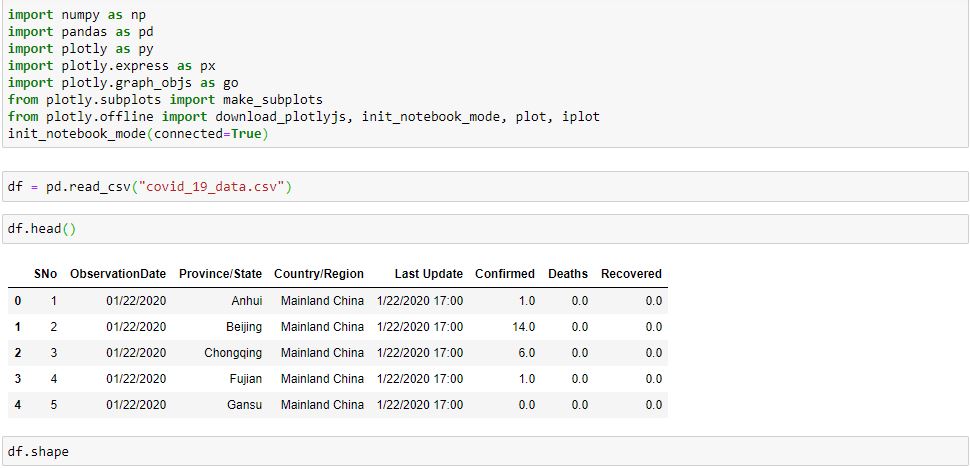 import numpy as np
import pandas as pd
import plotly as py
import plotly.express as px
import plotly.graph_objs as go
from plotly.subplots import make_subplots
from plotly.offline import download_plotlyjs, init_notebook_mode, plot, iplot
init_notebook_mode(connected=True)
df = pd.read_csv("covid_19_data.csv")
df.head()
SNo ObservationDate Province/State Country/Region Last Update Confirmed Deaths Recovered
0 1 01/22/2020 Anhui Mainland China 1/22/2020 17:00 1.0 0.0 0.0
1 2 01/22/2020 Beijing Mainland China 1/22/2020 17:00 14.0 0.0 0.0
2 3 01/22/2020 Chongqing Mainland China 1/22/2020 17:00 6.0 0.0 0.0
3 4 01/22/2020 Fujian Mainland China 1/22/2020 17:00 1.0 0.0 0.0
4 5 01/22/2020 Gansu Mainland China 1/22/2020 17:00 0.0 0.0 0.0
df.shape